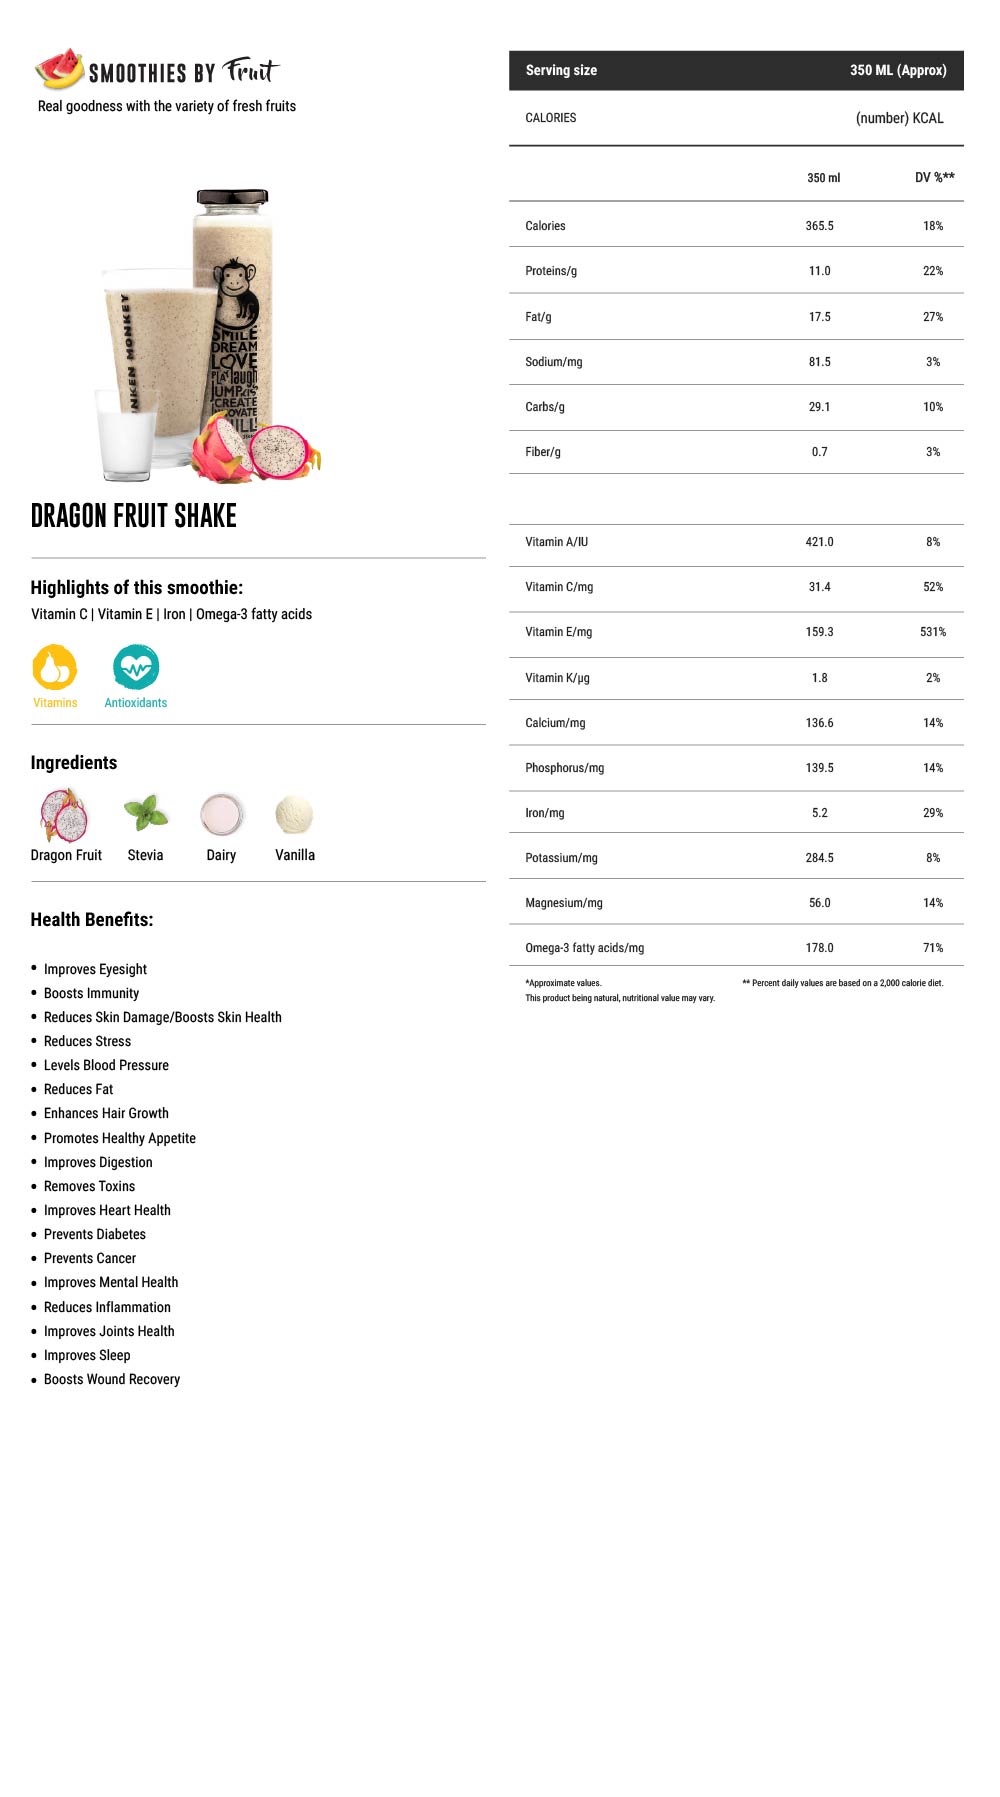 SMOOTHIES BY Fruit
Real goodness with the variety of fresh fruits
NKEN MONKEY
SMILE
DREAM
LOVE
PLAY laugh
JUMP
CREATE
OVATE
ILL
DRAGON FRUIT SHAKE
Highlights of this smoothie:
Vitamin C | Vitamin E | Iron | Omega-3 fatty acids
Vitamins Antioxidants
Ingredients
Dragon Fruit Stevia Dairy Vanilla
Health Benefits:
• Improves Eyesight
• Boosts Immunity
• Reduces Skin Damage/Boosts Skin Health
• Reduces Stress
• Levels Blood Pressure
• Reduces Fat
• Enhances Hair Growth
• Promotes Healthy Appetite
• Improves Digestion
• Removes Toxins
• Improves Heart Health
• Prevents Diabetes
• Prevents Cancer
• Improves Mental Health
• Reduces Inflammation
• Improves Joints Health
• Improves Sleep
• Boosts Wound Recovery
Serving size 350 ML (Approx)
CALORIES (number) KCAL
350 ml DV %**
Calories 365.5 18%
Proteins/g 11.0 22%
Fat/g 17.5 27%
Sodium/mg 81.5 3%
Carbs/g 29.1 10%
Fiber/g 0.7 3%
Vitamin A/IU 421.0 8%
Vitamin C/mg 31.4 52%
Vitamin E/mg 159.3 531%
Vitamin K/µg 1.8 2%
Calcium/mg 136.6 14%
Phosphorus/mg 139.5 14%
Iron/mg 5.2 29%
Potassium/mg 284.5 8%
Magnesium/mg 56.0 14%
Omega-3 fatty acids/mg 178.0 71%
*Approximate values. ** Percent daily values are based on a 2,000 calorie diet.
This product being natural, nutritional value may vary.